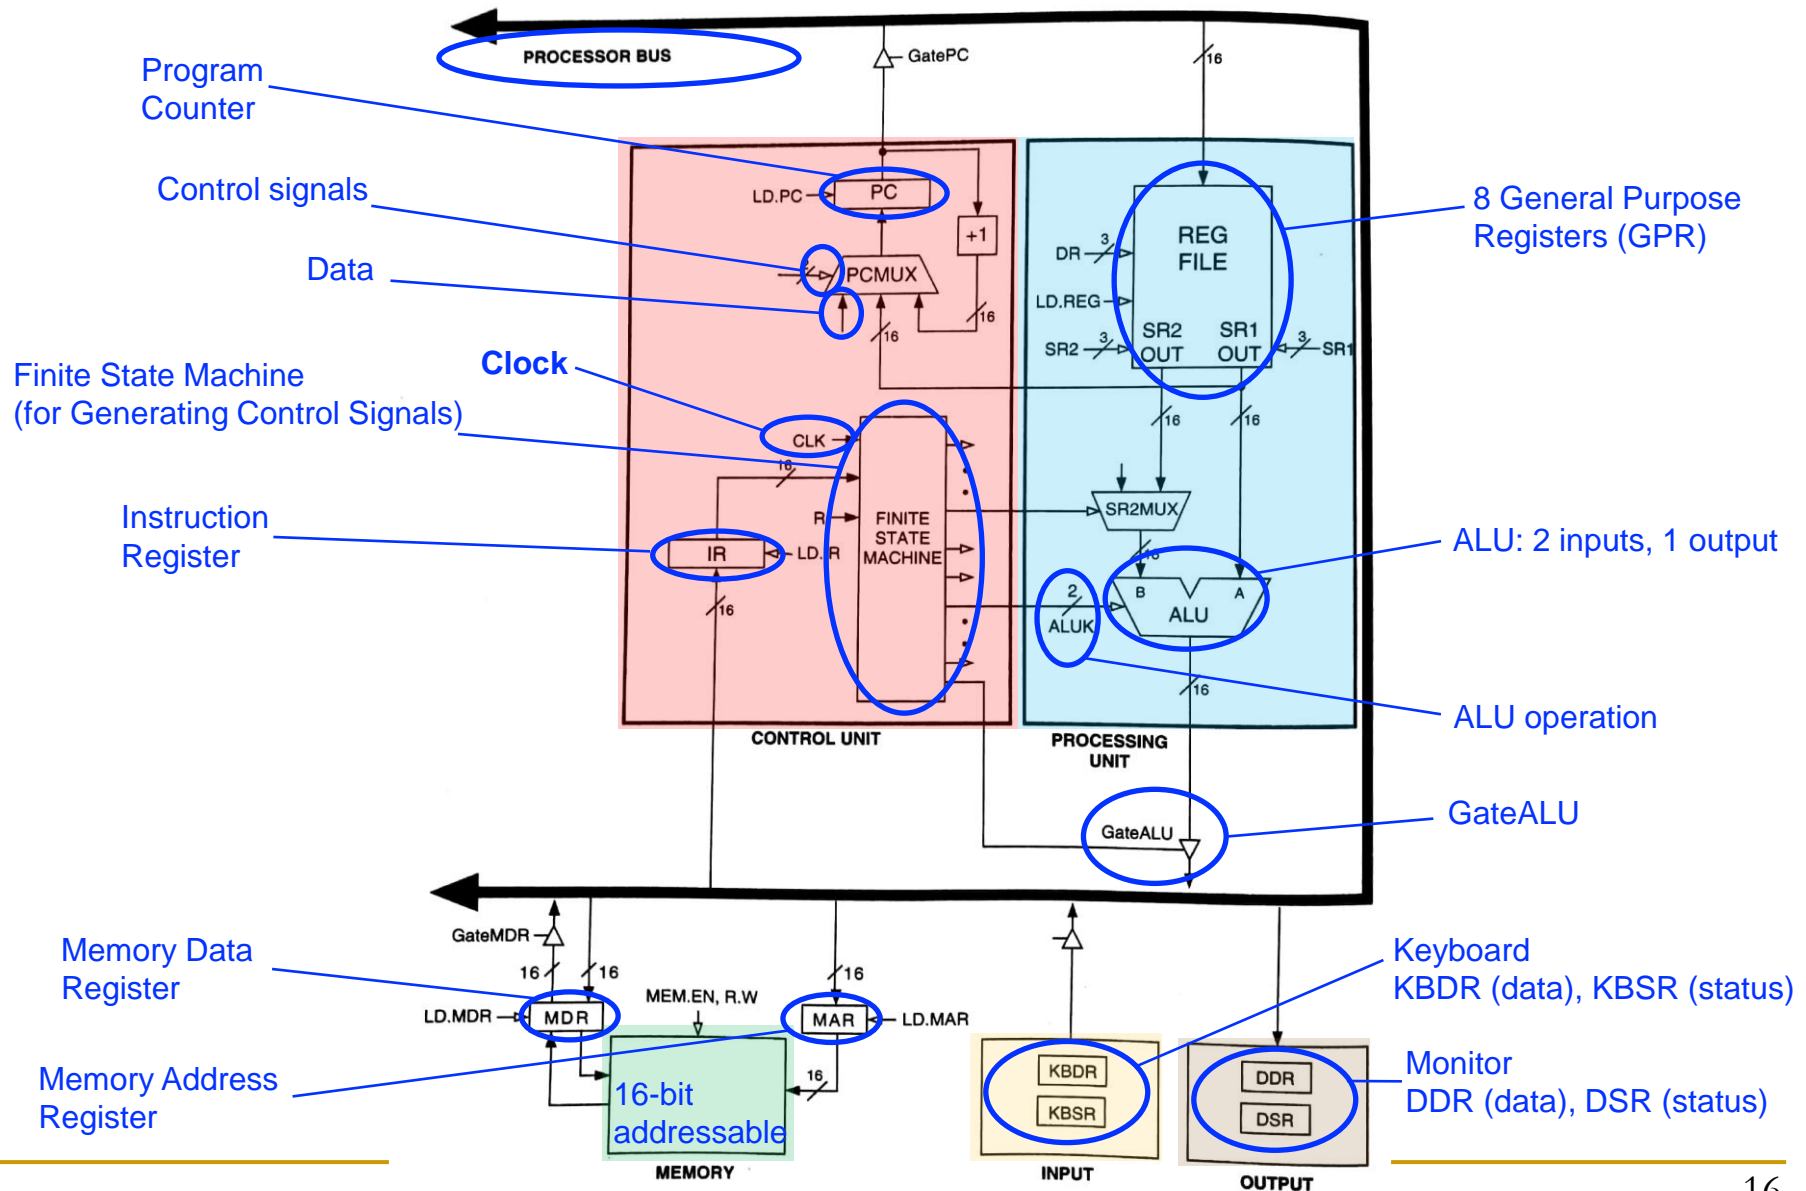 PROCESSOR BUS
GatePC
16
Program
Counter
Control signals
Data
LD.PC
PC
+1
2
PCMUX
16
16
DR
3
LD.REG
REG
FILE
SR2
3
SR2
OUT
SR1
OUT
3
SR1
8 General Purpose
Registers (GPR)
Finite State Machine
(for Generating Control Signals)
Clock
CLK
16
R
FINITE
STATE
MACHINE
16
16
SR2MUX
16
Instruction
Register
IR
LD.IR
16
2
ALUK
B
A
ALU
16
ALU: 2 inputs, 1 output
ALU operation
CONTROL UNIT
PROCESSING
UNIT
GateALU
GateALU
Memory Data
Register
GateMDR
16
16
LD.MDR
MDR
MEM.EN, R.W
16
MAR
LD.MAR
16
Memory Address
Register
16-bit
addressable
MEMORY
KBDR
KBSR
INPUT
Keyboard
KBDR (data), KBSR (status)
DDR
DSR
OUTPUT
Monitor
DDR (data), DSR (status)
16